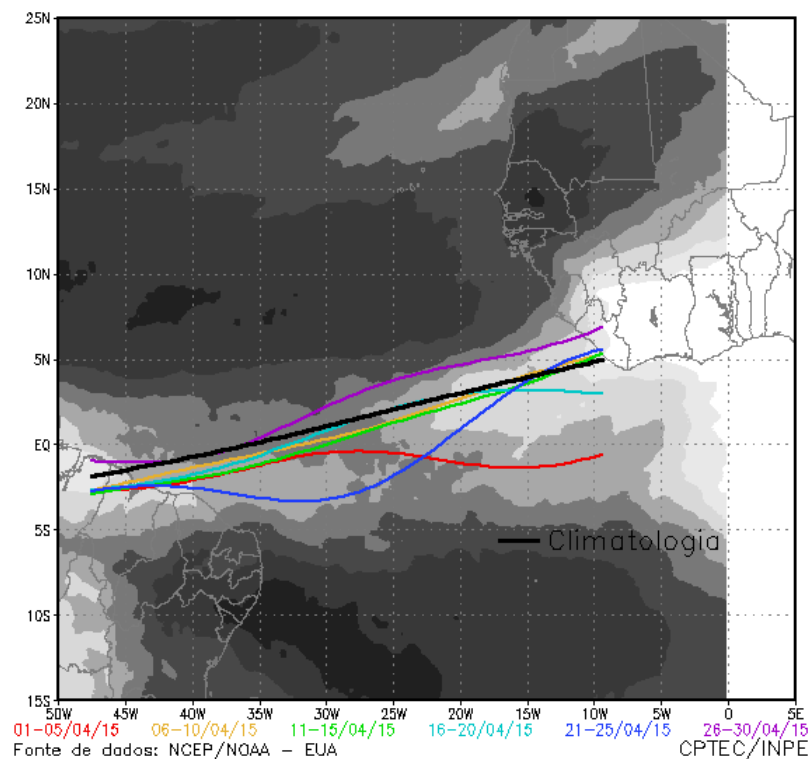 25N
20N
15N
10N
5N
EQ
5S
10S
15S
Climatologia
50W 45W 40W 35W 30W 25W 20W 15W 10W 5W 0 5E
01-05/04/15 06-10/04/15 11-15/04/15 16-20/04/15 21-25/04/15 26-30/04/15
Fonte de dados: NCEP/NOAA - EUA CPTEC/INPE